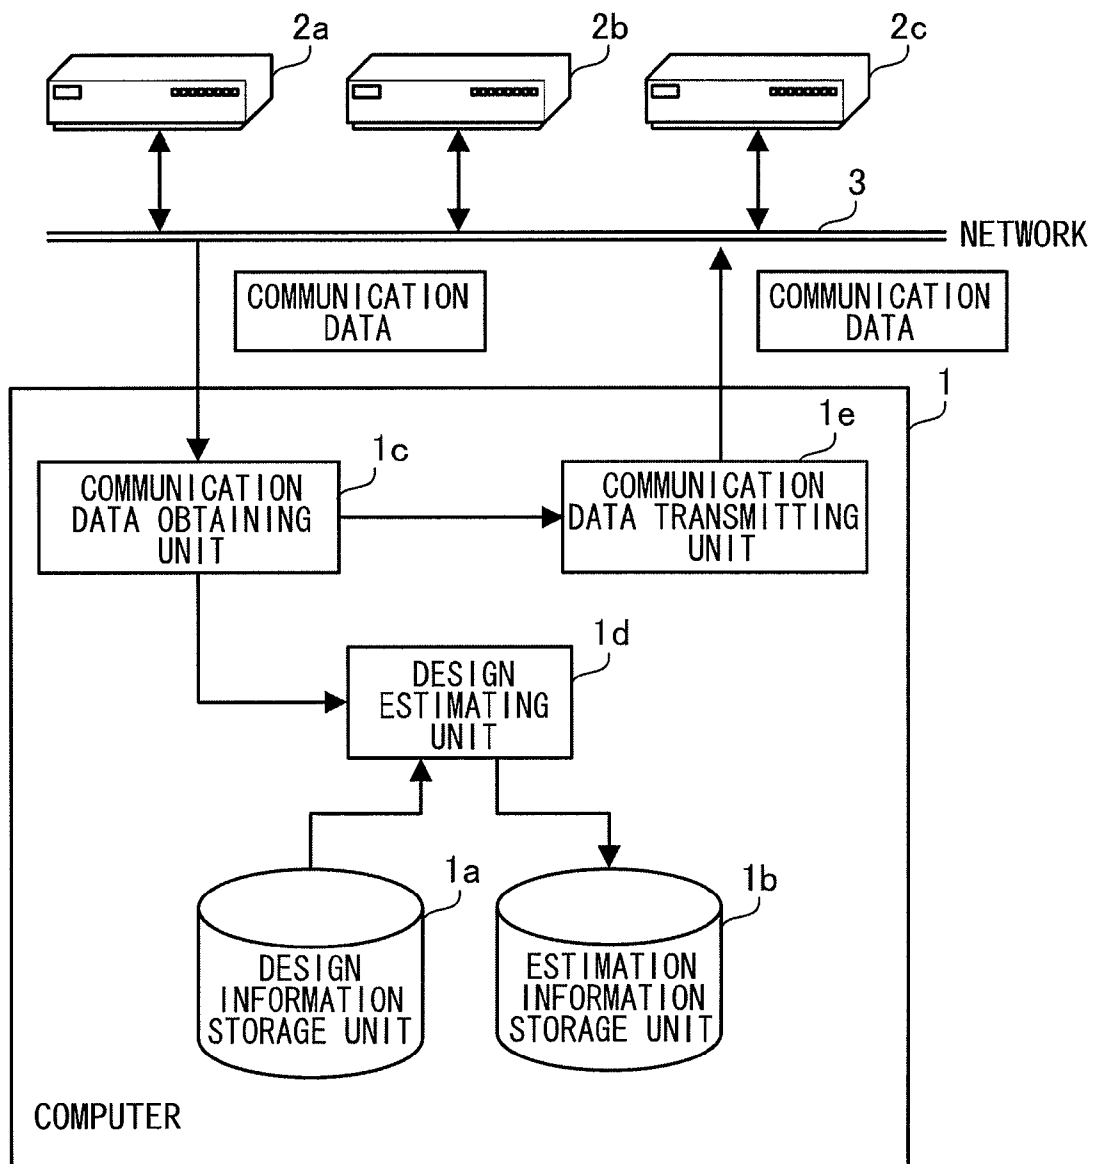 2a
2b
2c
3
NETWORK
COMMUNICATION
DATA
COMMUNICATION
DATA
1
1c
1e
COMMUNICATION
DATA OBTAINING
UNIT
COMMUNICATION
DATA TRANSMITTING
UNIT
1d
DESIGN
ESTIMATING
UNIT
1a
1b
DESIGN
INFORMATION
STORAGE UNIT
ESTIMATION
INFORMATION
STORAGE UNIT
COMPUTER